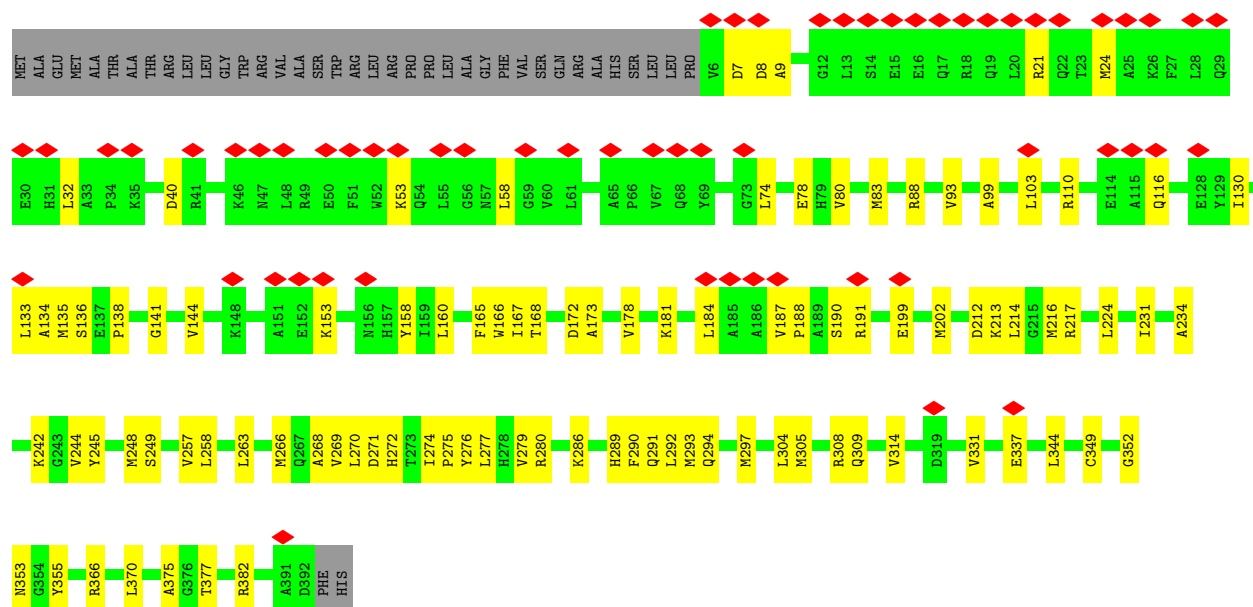 MET ALA GLU MET ALA THR ALA THR ARG LEU LEU GLY TRP ARG VAL ALA SER TRP ARG LEU ARG PRO PRO LEU ALA GLY PHE VAL SER GLN ARG ALA HIS SER LEU LEU PRO V6 D7 D8 A9 G12 L13 S14 E15 E16 Q17 R18 Q19 L20 R21 Q22 T23 M24 A25 K26 F27 L28 Q29
E30 H31 L32 A33 P34 K35 D40 R41 K46 N47 L48 R49 E50 F51 W52 K53 Q54 L55 G56 N57 L58 G59 V60 L61 A65 P66 V67 Q68 Y69 G73 L74 E78 H79 V80 M83 R88 V93 A99 L103 R110 E114 A115 Q116 E128 Y129 I130
L133 A134 M135 S136 E137 P138 G141 V144 K148 A151 E152 K153 N156 H157 Y158 I159 L160 F165 W166 I167 T168 D172 A173 V178 K181 L184 A185 A186 V187 P188 A189 S190 R191 E199 M202 D212 K213 L214 G215 M216 R217 L224 I231 A234
K242 G243 V244 Y245 M248 S249 V257 L258 L263 M266 Q267 A268 V269 L270 D271 H272 T273 I274 P275 Y276 L277 H278 V279 R280 K286 H289 F290 Q291 L292 M293 Q294 M297 L304 M305 R308 Q309 V314 D319 V331 E337 L344 C349 G352
N353 G354 Y355 R366 L370 A375 G376 T377 R382 A391 D392 PHE HIS